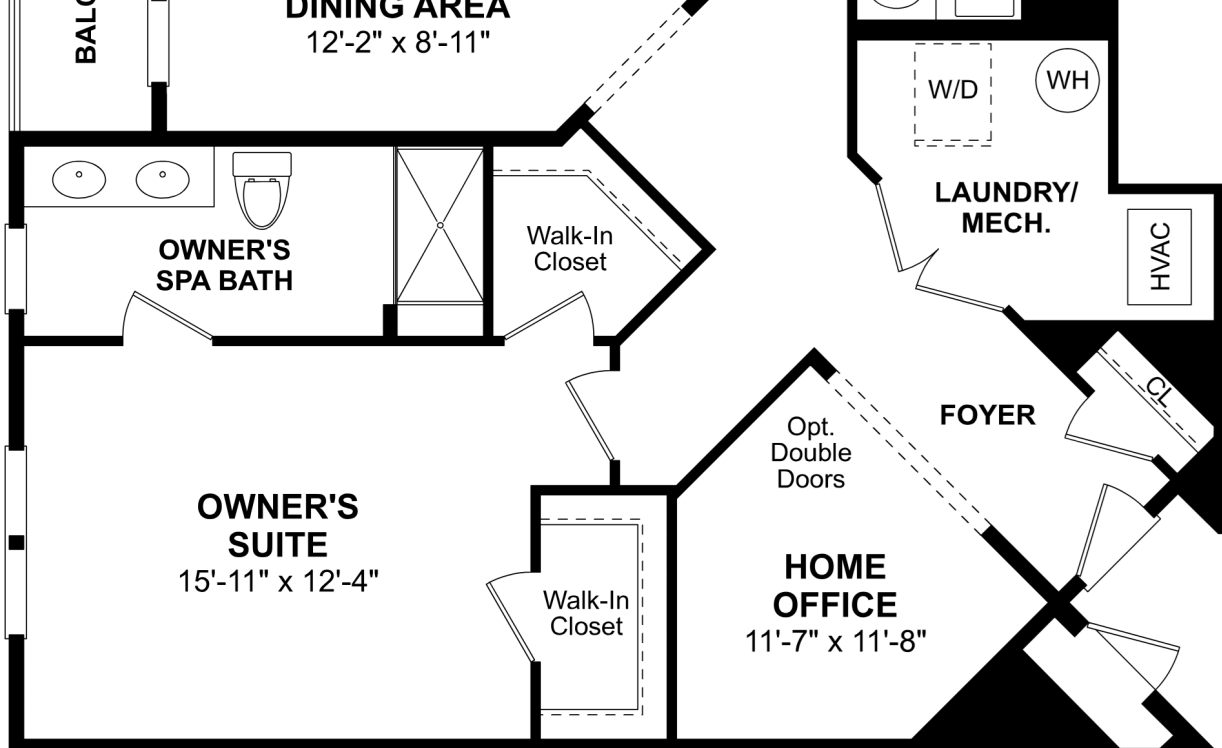 DINING AREA
12'-2" x 8'-11"
W/D
WH
LAUNDRY/
MECH.
HVAC
OWNER'S
SPA BATH
Walk-In
Closet
CL
FOYER
Opt.
Double
Doors
OWNER'S
SUITE
15'-11" x 12'-4"
Walk-In
Closet
HOME
OFFICE
11'-7" x 11'-8"